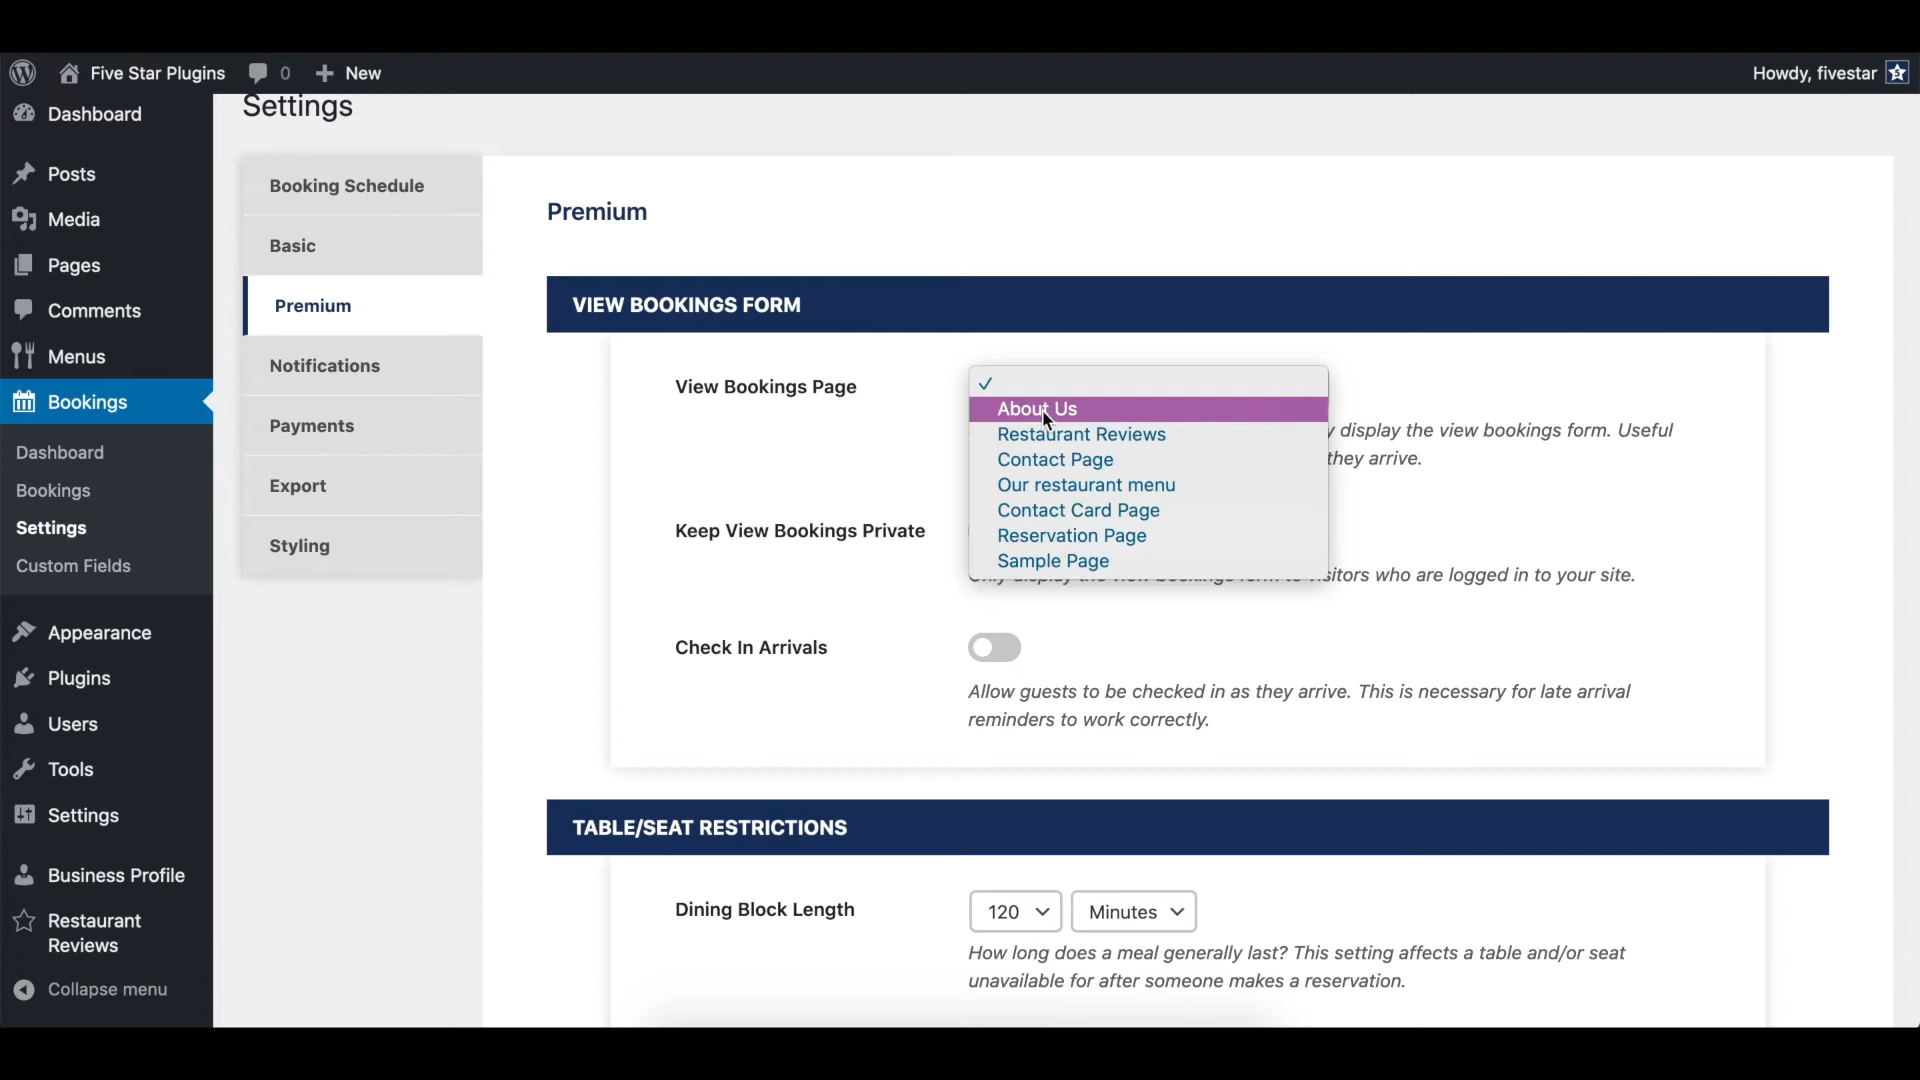 Five Star Plugins
0
New
Howdy, fivestar
Dashboard
Posts
Media
Pages
Comments
Menus
Bookings
Dashboard
Bookings
Settings
Custom Fields
Appearance
Plugins
Users
Tools
Settings
Business Profile
Restaurant
Reviews
Collapse menu
Settings
Booking Schedule
Basic
Premium
Notifications
Payments
Export
Styling
Premium
VIEW BOOKINGS FORM
View Bookings Page
About Us
Restaurant Reviews
Contact Page
Our restaurant menu
Contact Card Page
Reservation Page
Sample Page
display the view bookings form. Useful
they arrive.
Keep View Bookings Private
who are logged in to your site.
Check In Arrivals
Allow guests to be checked in as they arrive. This is necessary for late arrival
reminders to work correctly.
TABLE/SEAT RESTRICTIONS
Dining Block Length
120
Minutes
How long does a meal generally last? This setting affects a table and/or seat
unavailable for after someone makes a reservation.